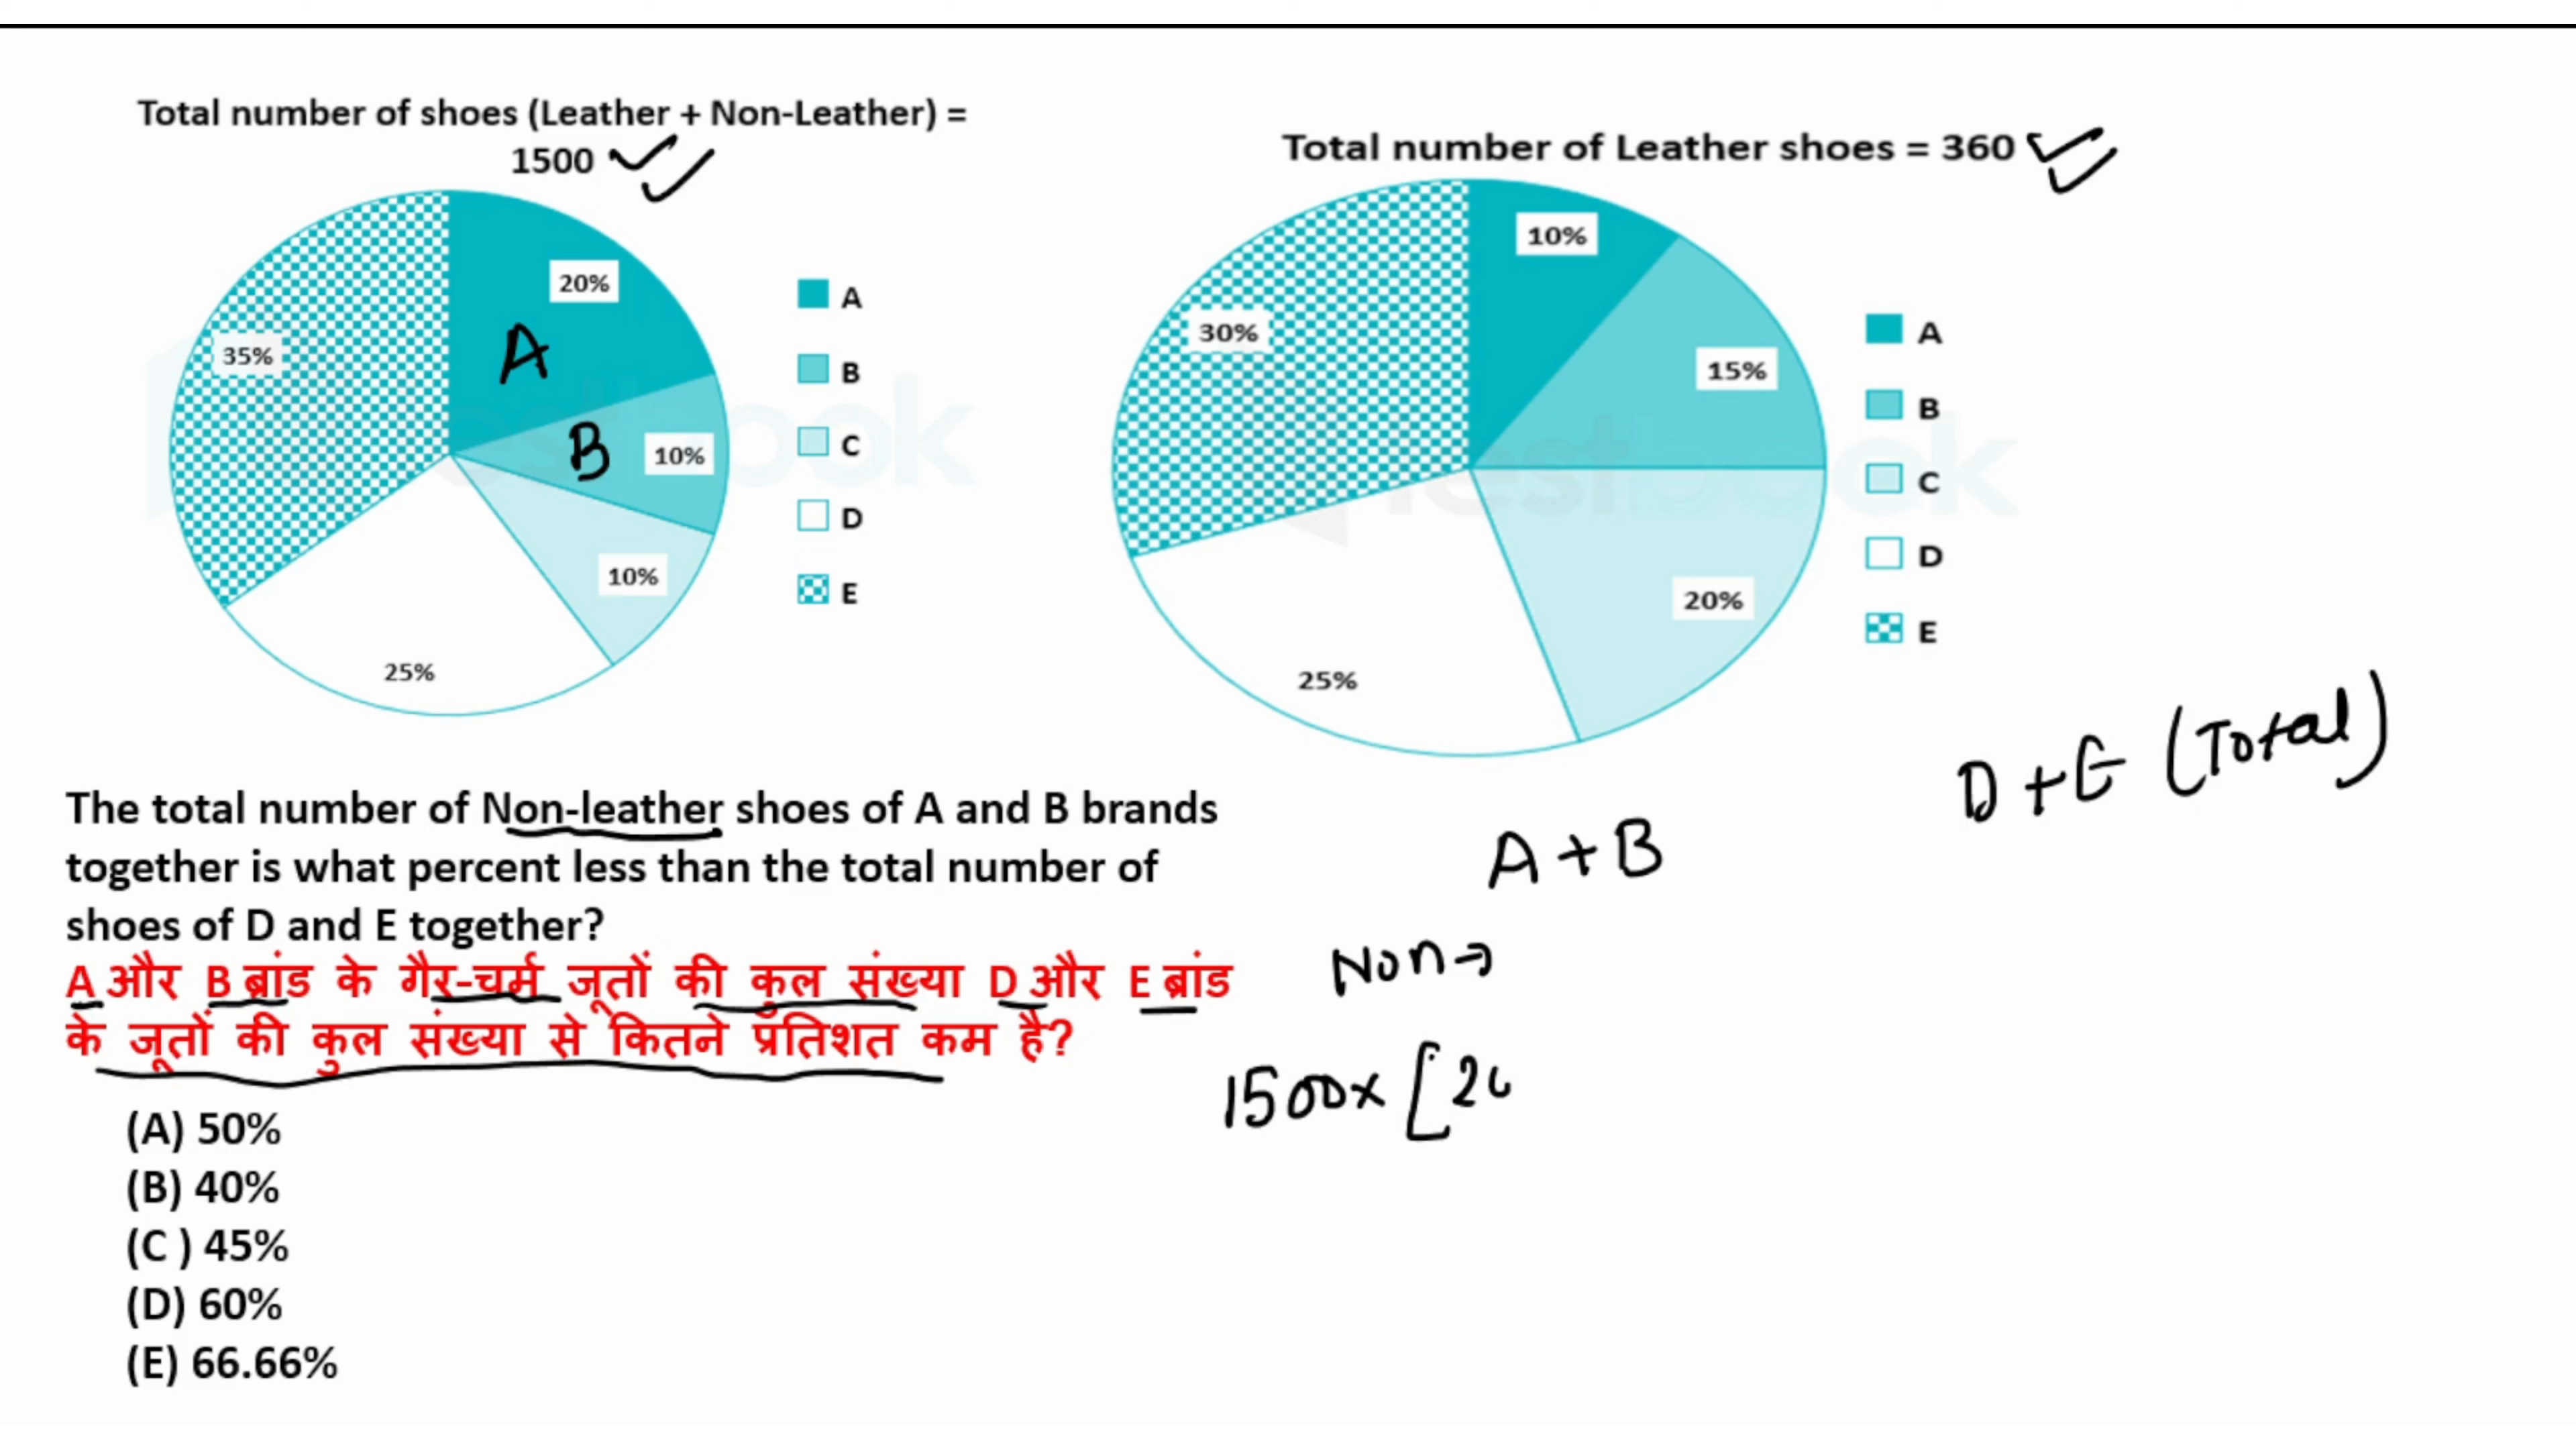 Total number of shoes (Leather + Non-Leather) =
1500
20%
10%
10%
25%
35%
A
B
A
B
C
D
E
Total number of Leather shoes = 360
10%
15%
20%
25%
30%
A
B
C
D
E
The total number of Non-leather shoes of A and B brands
together is what percent less than the total number of
shoes of D and E together?
A और B ब्रांड के गैर-चर्म जूतों की कुल संख्या D और E ब्रांड
के जूतों की कुल संख्या से कितने प्रतिशत कम है?
(A) 50%
(B) 40%
(C ) 45%
(D) 60%
(E) 66.66%
D + E (Total)
A + B
Non →
1500 x [20
testbook